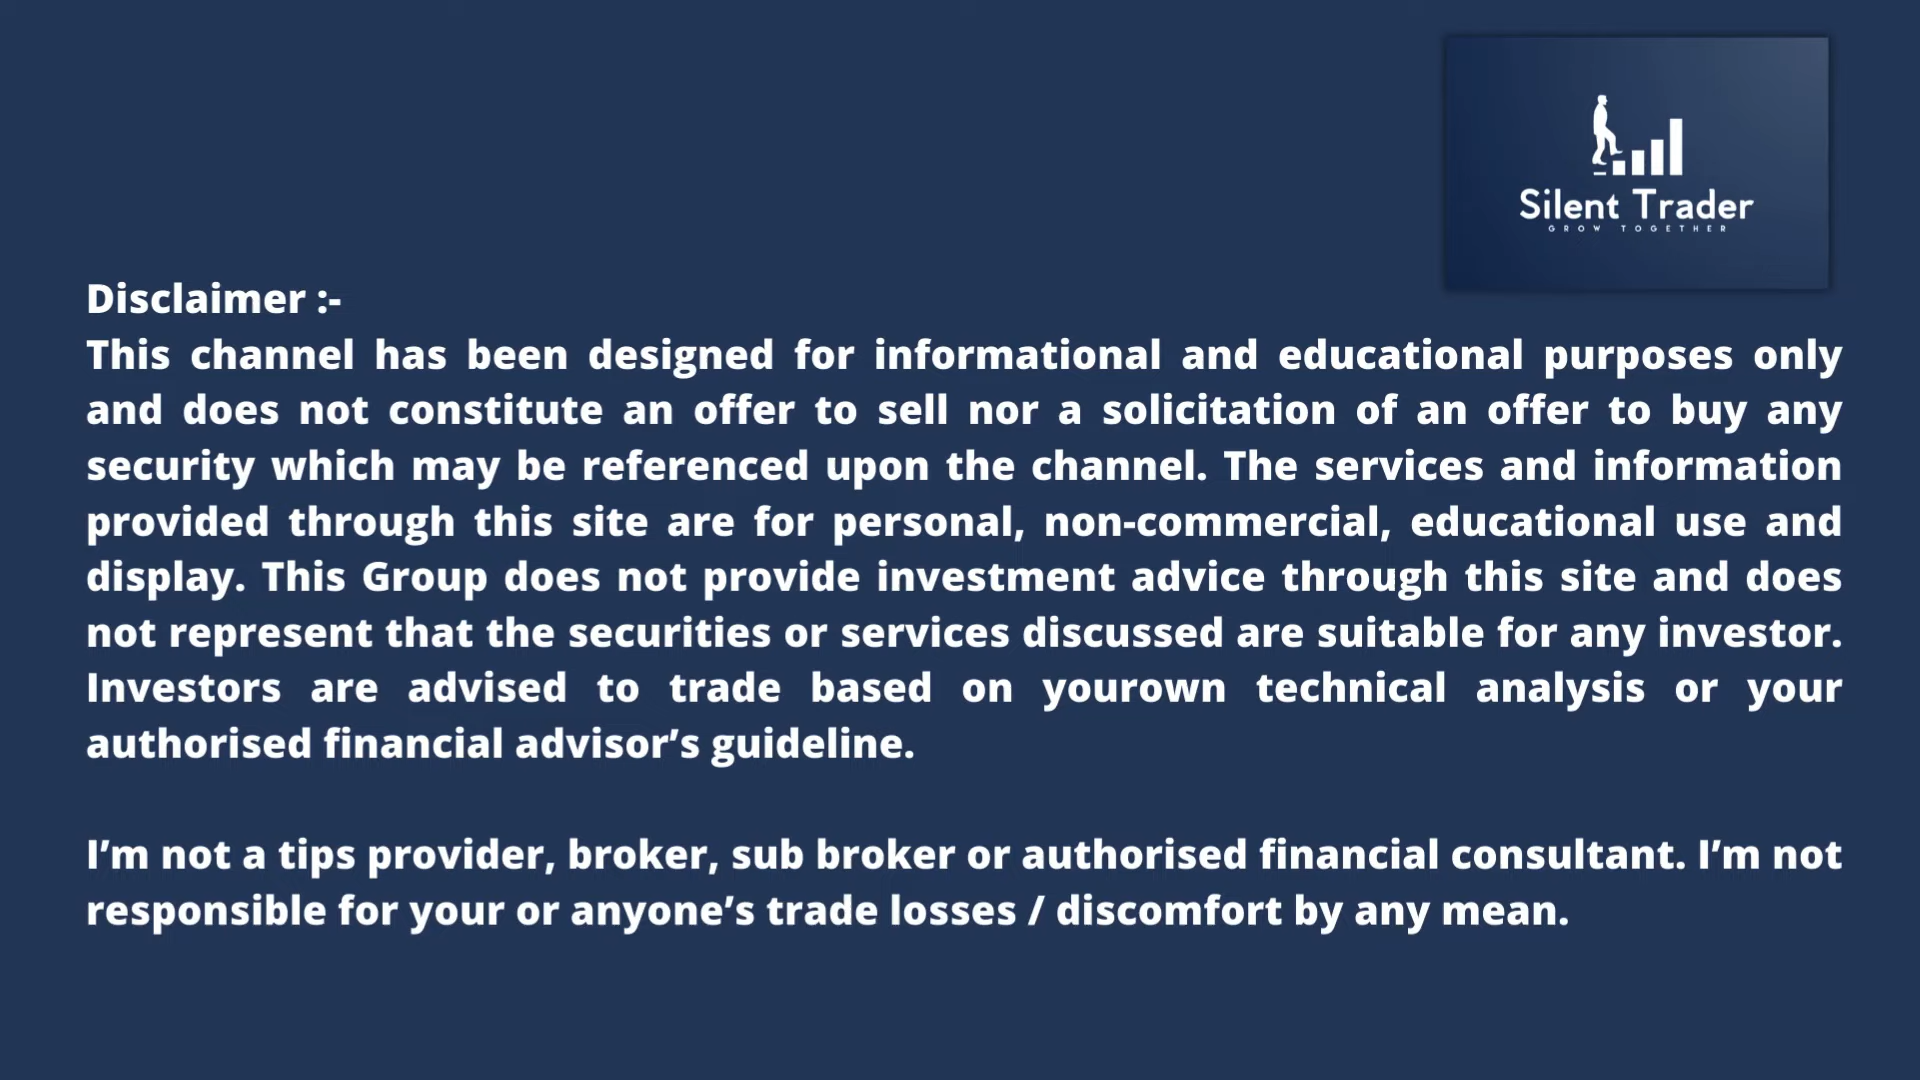 Silent Trader
GROW TOGETHER
Disclaimer :-
This channel has been designed for informational and educational purposes only
and does not constitute an offer to sell nor a solicitation of an offer to buy any
security which may be referenced upon the channel. The services and information
provided through this site are for personal, non-commercial, educational use and
display. This Group does not provide investment advice through this site and does
not represent that the securities or services discussed are suitable for any investor.
Investors are advised to trade based on yourown technical analysis or your
authorised financial advisor’s guideline.
I’m not a tips provider, broker, sub broker or authorised financial consultant. I’m not
responsible for your or anyone’s trade losses / discomfort by any mean.